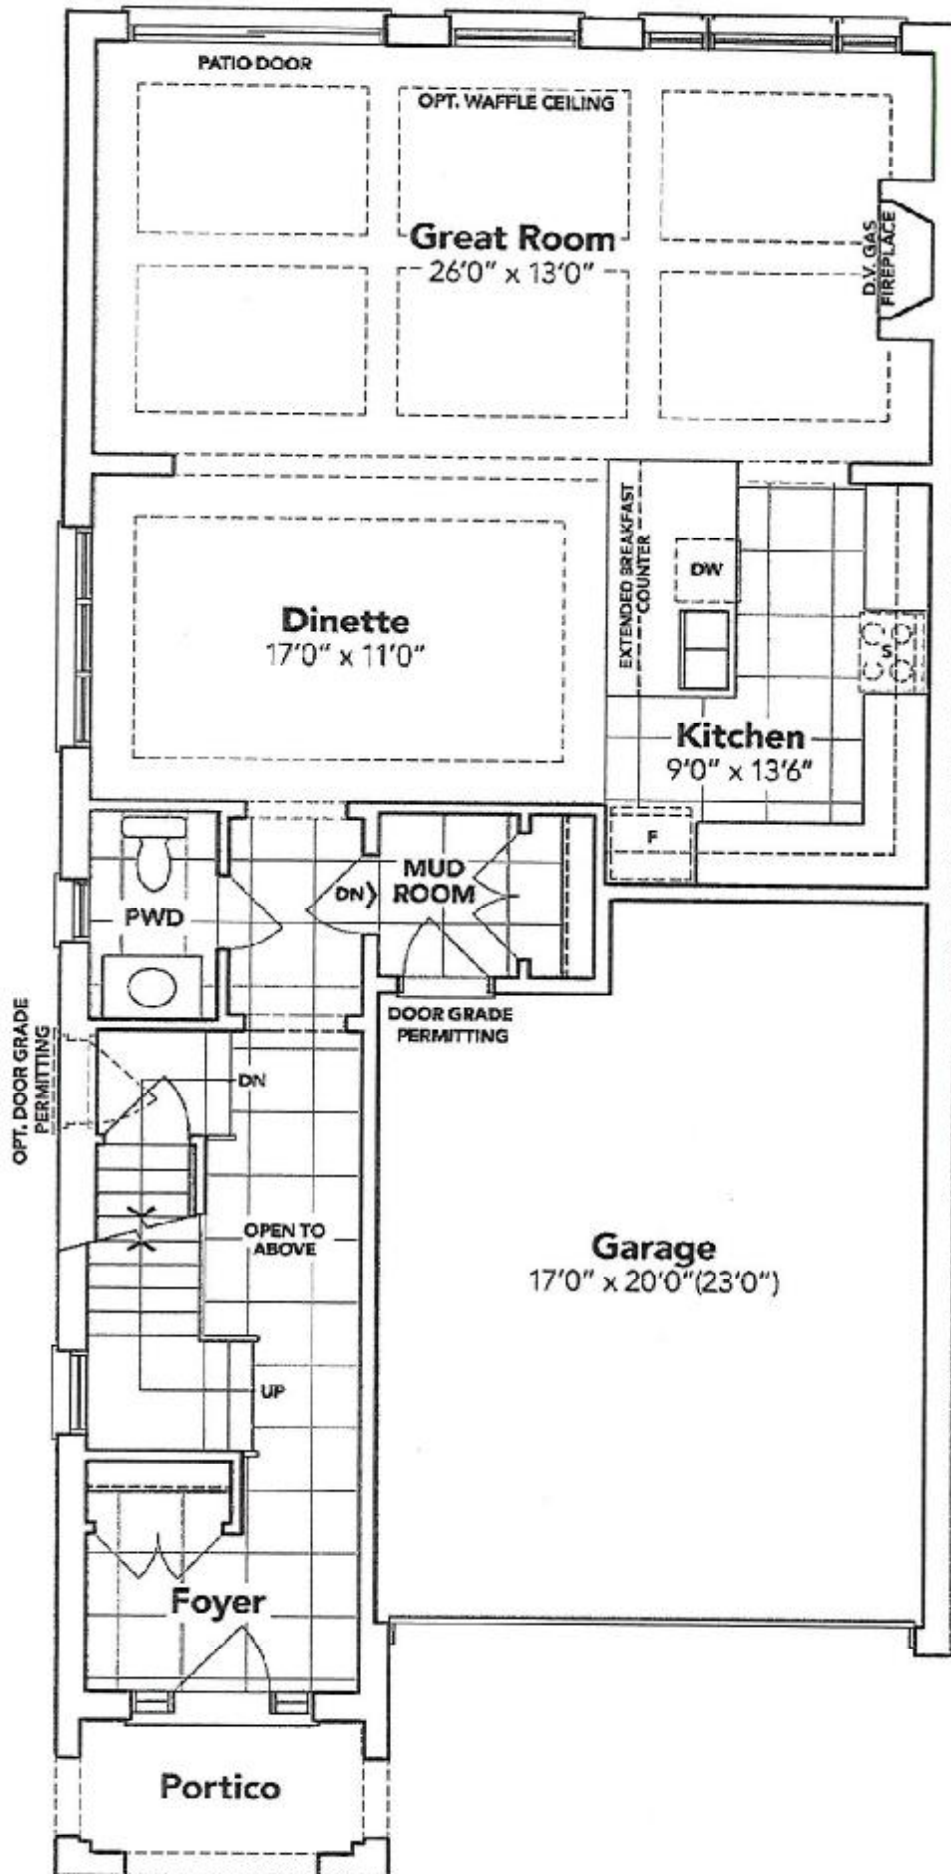 PATIO DOOR
OPT. WAFFLE CEILING
Great Room
26'0" x 13'0"
D.V. GAS
FIREPLACE
EXTENDED BREAKFAST
COUNTER
DW
Dinette
17'0" x 11'0"
S
Kitchen
9'0" x 13'6"
F
MUD
ROOM
DN
PWD
DOOR GRADE
PERMITTING
OPT. DOOR GRADE
PERMITTING
DN
OPEN TO
ABOVE
Garage
17'0" x 20'0"(23'0")
UP
Foyer
Portico